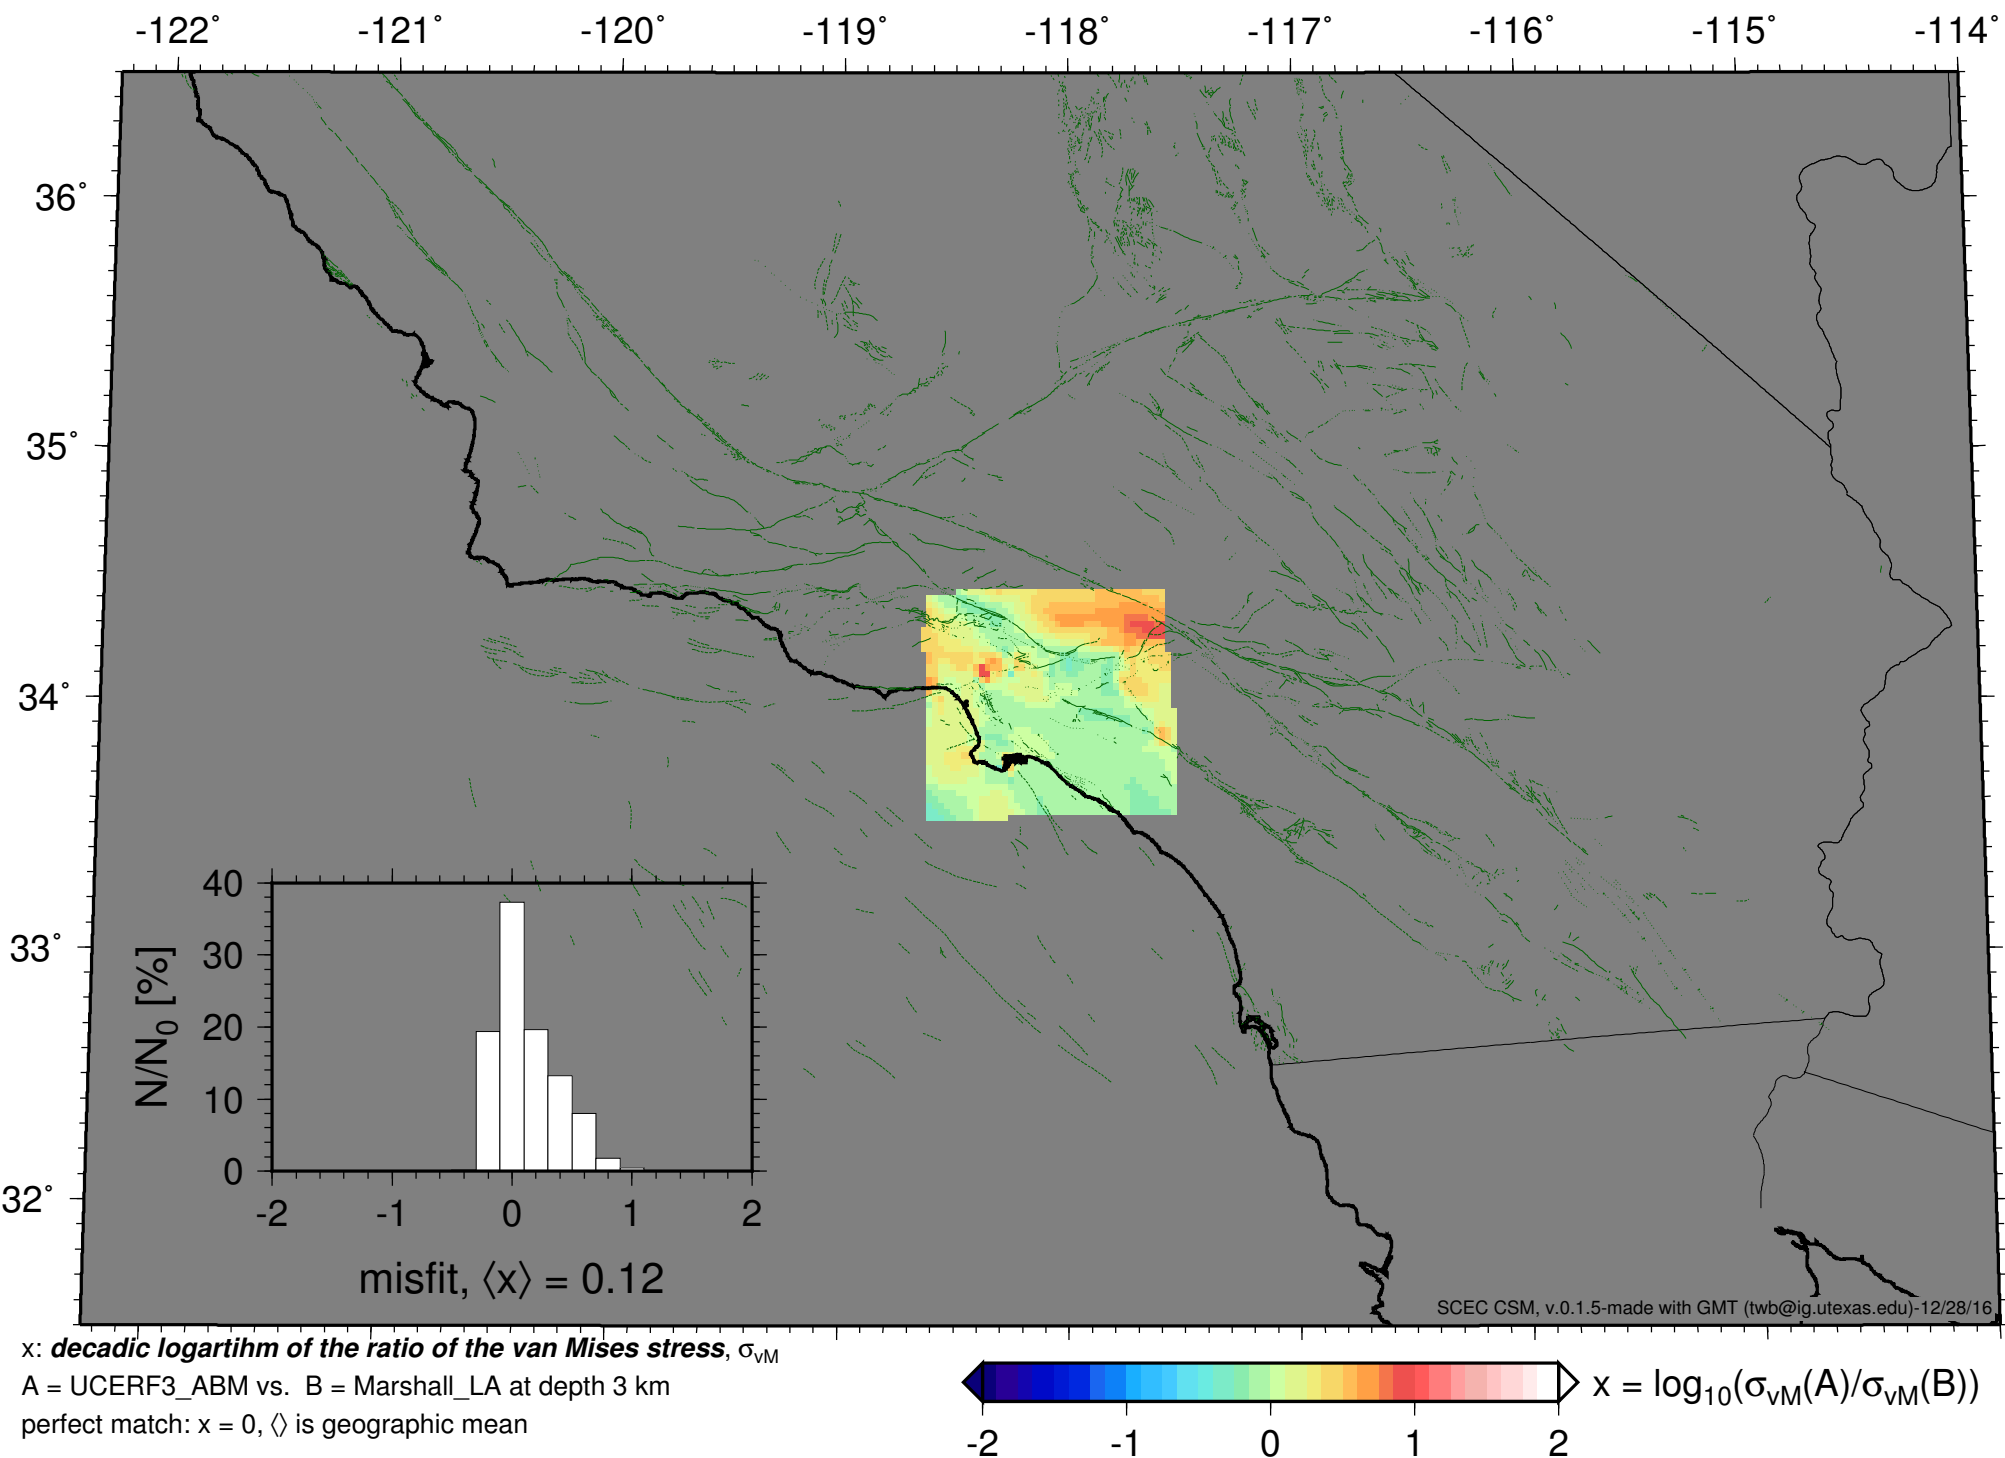 -122° -121° -120° -119° -118° -117° -116° -115° -114°
36°
35°
34°
33°
32°
40
30
20
10
0
N/N0 [%]
-2 -1 0 1 2
misfit, ⟨x⟩ = 0.12
SCEC CSM, v.0.1.5-made with GMT (twb@ig.utexas.edu)-12/28/16
x: decadic logartihm of the ratio of the van Mises stress, σvM
A = UCERF3_ABM vs. B = Marshall_LA at depth 3 km
perfect match: x = 0, ⟨⟩ is geographic mean
x = log10(σvM(A)/σvM(B))
-2 -1 0 1 2